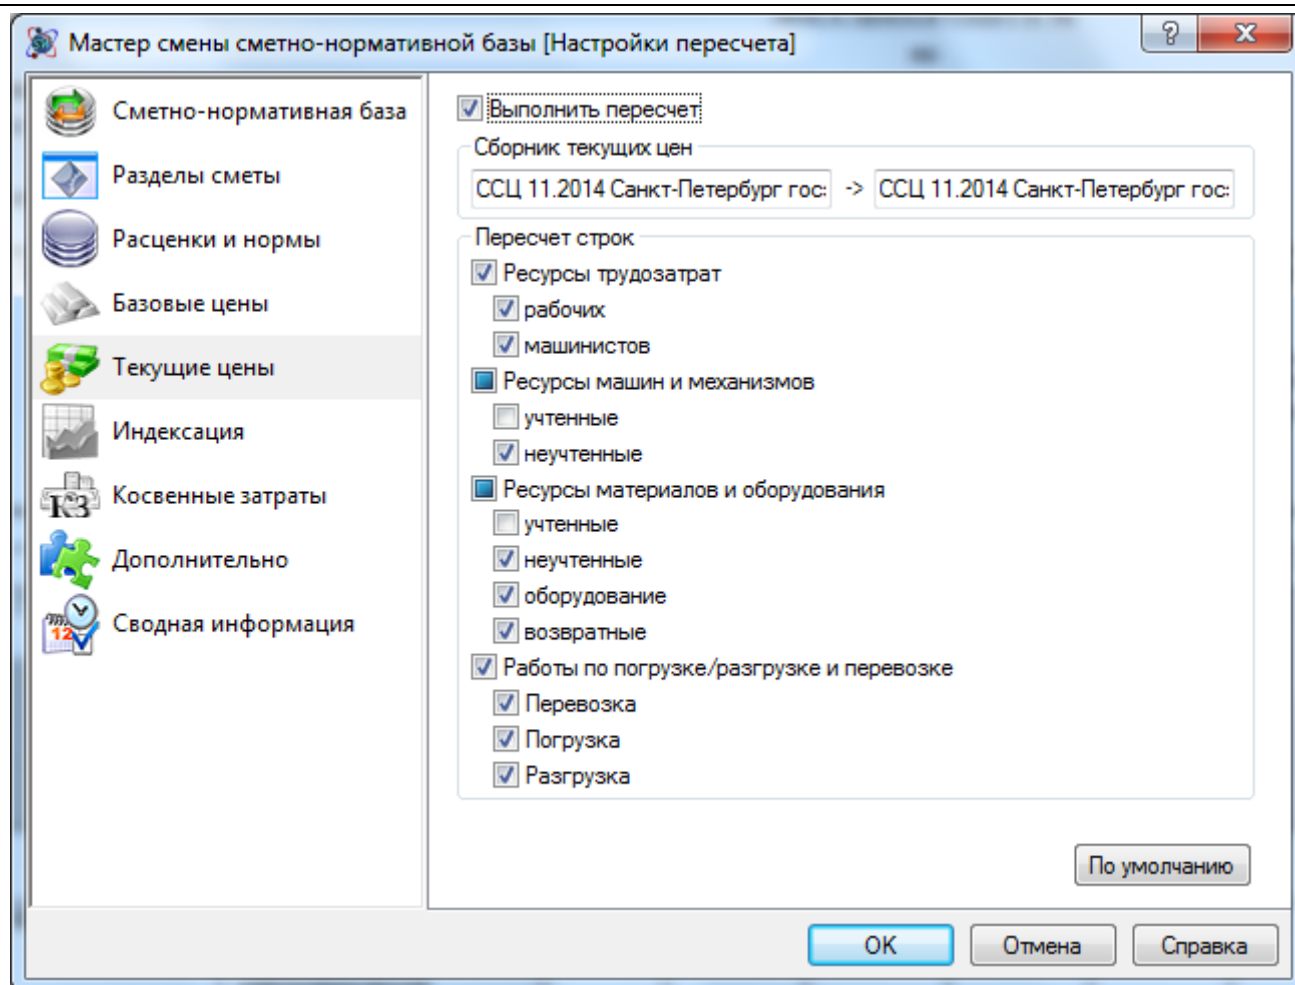 Мастер смены сметно-нормативной базы [Настройки пересчета]
Сметно-нормативная база
Разделы сметы
Расценки и нормы
Базовые цены
Текущие цены
Индексация
Косвенные затраты
Дополнительно
Сводная информация
Выполнить пересчет
Сборник текущих цен
ССЦ 11.2014 Санкт-Петербург гос: -> ССЦ 11.2014 Санкт-Петербург гос:
Пересчет строк
Ресурсы трудозатрат
рабочих
машинистов
Ресурсы машин и механизмов
учтенные
неучтенные
Ресурсы материалов и оборудования
учтенные
неучтенные
оборудование
возвратные
Работы по погрузке/разгрузке и перевозке
Перевозка
Погрузка
Разгрузка
По умолчанию
ОК Отмена Справка